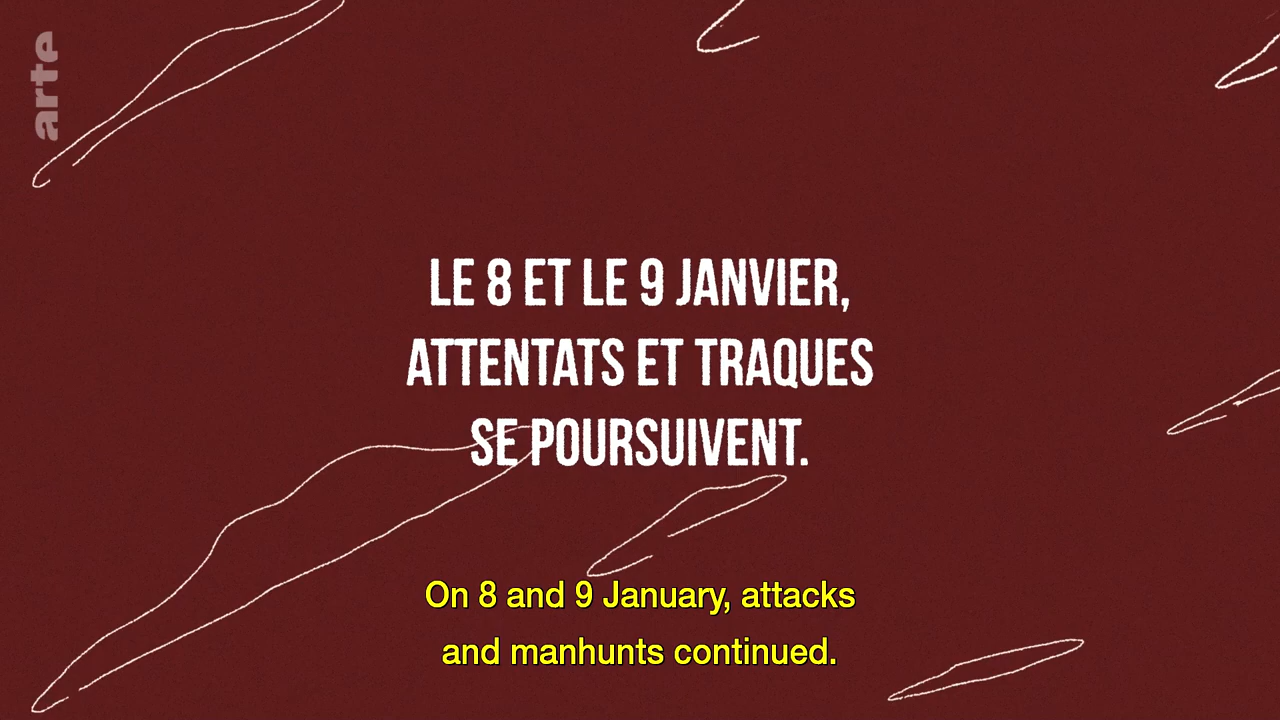 arte
LE 8 ET LE 9 JANVIER,
ATTENTATS ET TRAQUES
SE POURSUIVENT.
On 8 and 9 January, attacks
and manhunts continued.